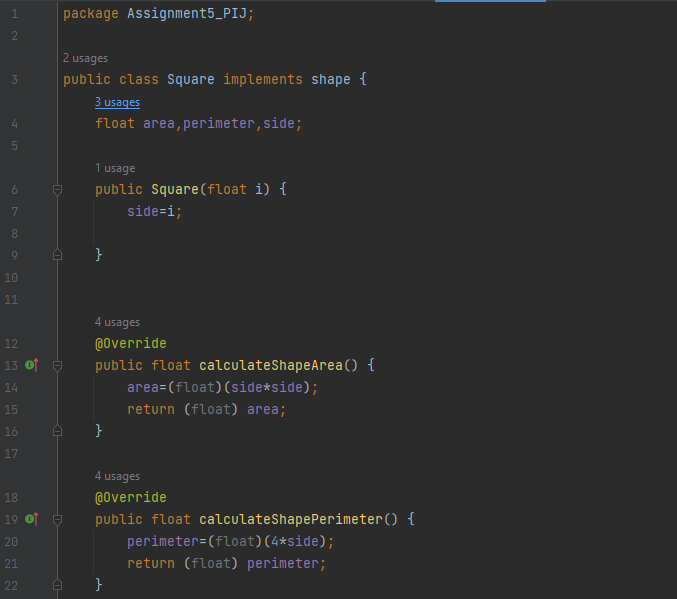 1 package Assignment5_PIJ;
2
2 usages
3 public class Square implements shape {
3 usages
4 float area,perimeter,side;
5
1 usage
6 public Square(float i) {
7 side=i;
8
9 }
10
11
4 usages
12 @Override
13 public float calculateShapeArea() {
14 area=(float)(side*side);
15 return (float) area;
16 }
17
4 usages
18 @Override
19 public float calculateShapePerimeter() {
20 perimeter=(float)(4*side);
21 return (float) perimeter;
22 }